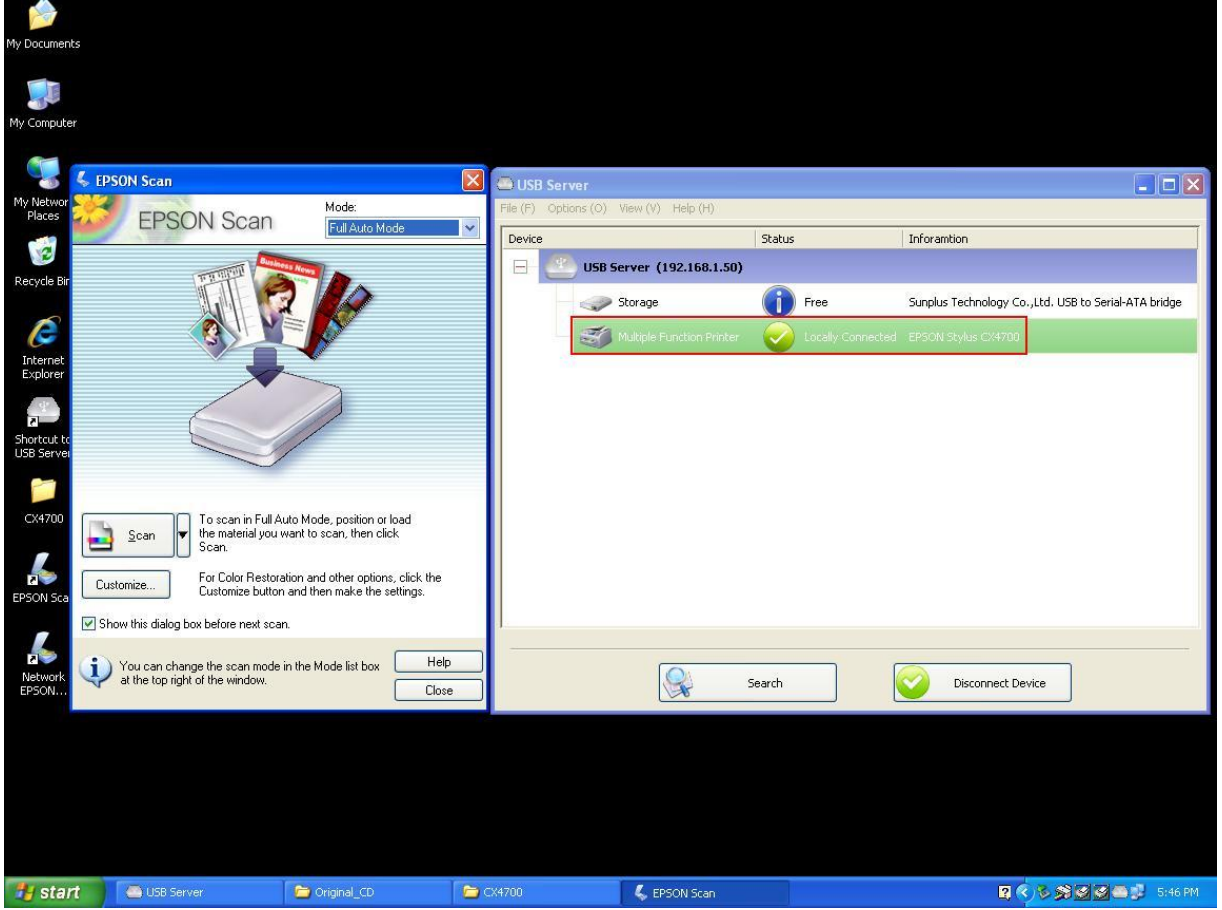 My Documents
My Computer
My Networ
Places
Recycle Bin
Internet
Explorer
Shortcut to
USB Server
CX4700
EPSON Sca
Network
EPSON...
EPSON Scan
EPSON Scan
Mode:
Full Auto Mode
Business News
Scan
To scan in Full Auto Mode, position or load
the material you want to scan, then click
Scan.
Customize...
For Color Restoration and other options, click the
Customize button and then make the settings.
Show this dialog box before next scan.
You can change the scan mode in the Mode list box
at the top right of the window.
Help
Close
USB Server
File (F) Options (O) View (V) Help (H)
Device Status Inforamtion
USB Server (192.168.1.50)
Storage Free Sunplus Technology Co.,Ltd. USB to Serial-ATA bridge
Multiple Function Printer Locally Connected EPSON Stylus CX4700
Search
Disconnect Device
start USB Server Original_CD CX4700 EPSON Scan 5:46 PM